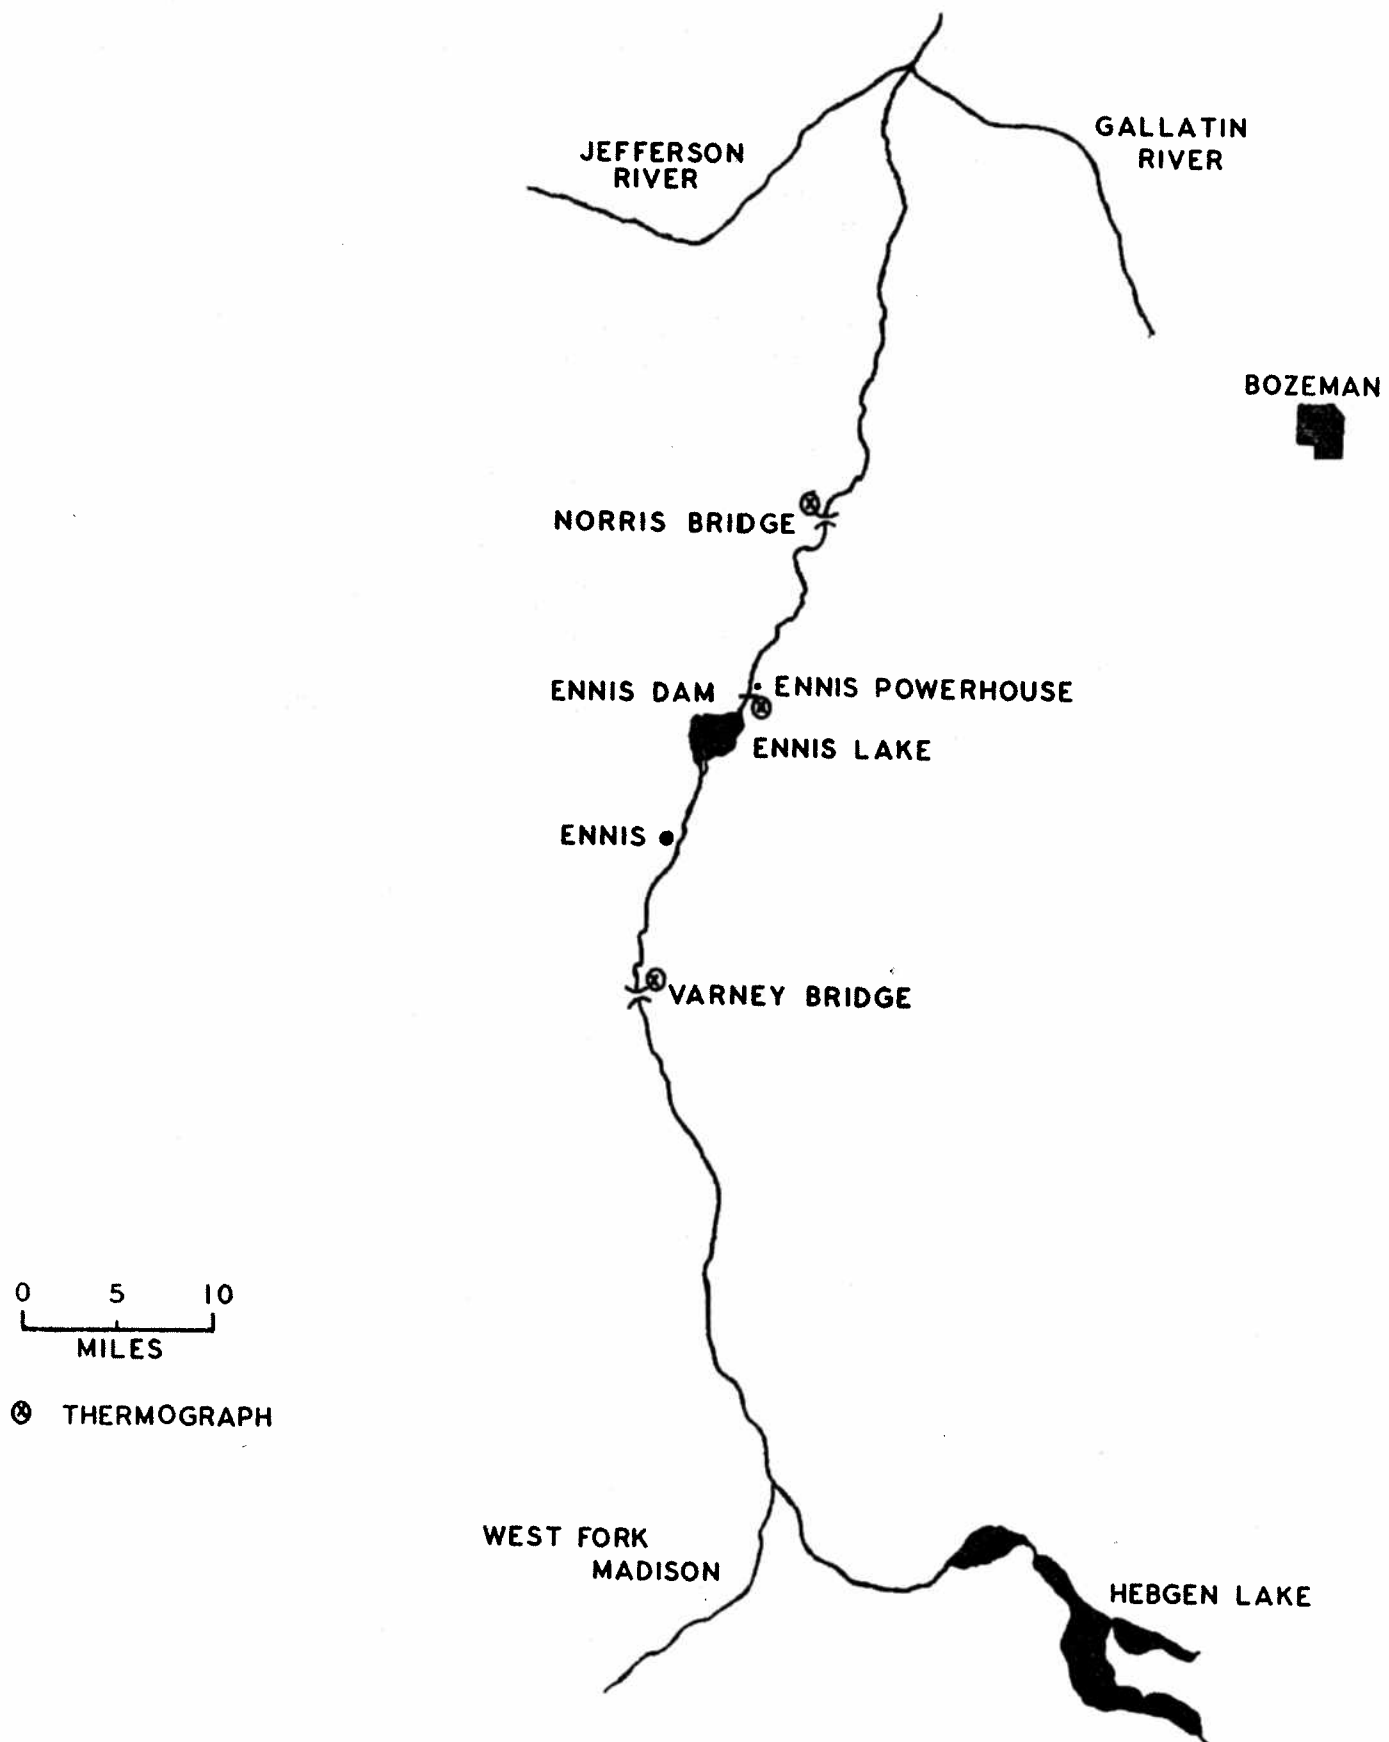 GALLATIN
RIVER
JEFFERSON
RIVER
BOZEMAN
NORRIS BRIDGE
ENNIS DAM
ENNIS POWERHOUSE
ENNIS LAKE
ENNIS
VARNEY BRIDGE
0 5 10
MILES
THERMOGRAPH
WEST FORK
MADISON
HEBGEN LAKE